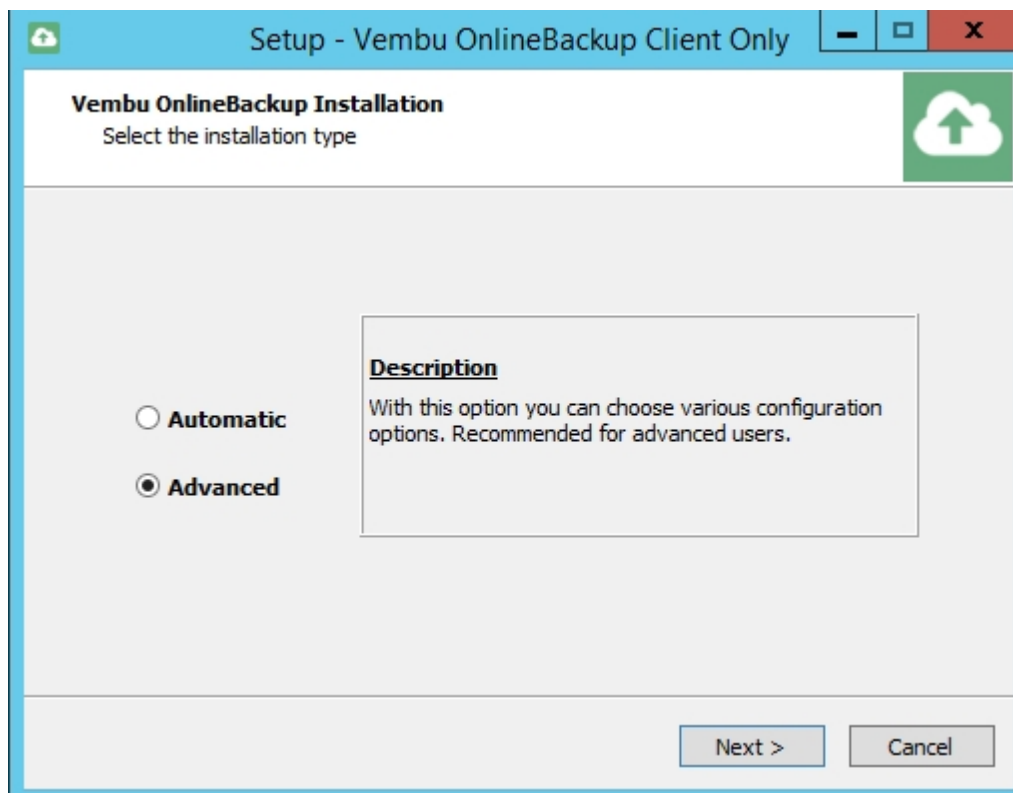 Setup - Vembu OnlineBackup Client Only
Vembu OnlineBackup Installation
Select the installation type
Description
With this option you can choose various configuration
options. Recommended for advanced users.
Automatic
Advanced
Next >
Cancel